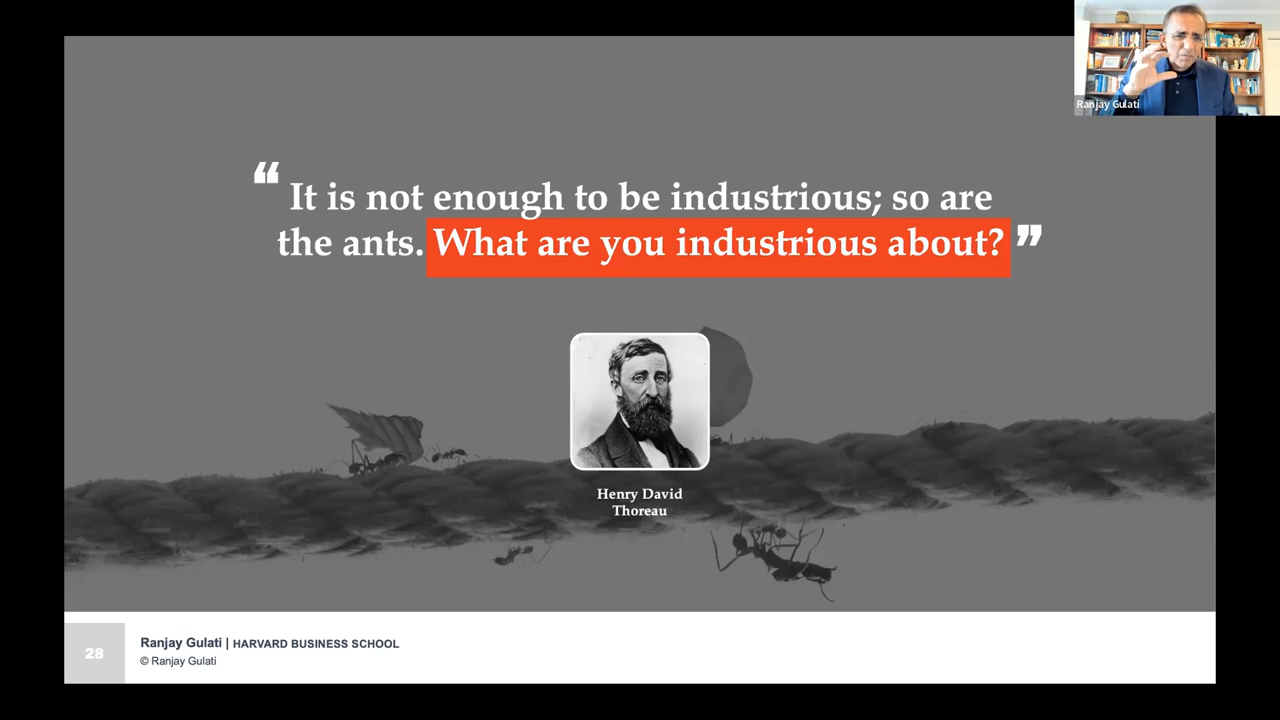 Ranjay Gulati
“ It is not enough to be industrious; so are
the ants. What are you industrious about? ”
Henry David
Thoreau
28
Ranjay Gulati | HARVARD BUSINESS SCHOOL
© Ranjay Gulati